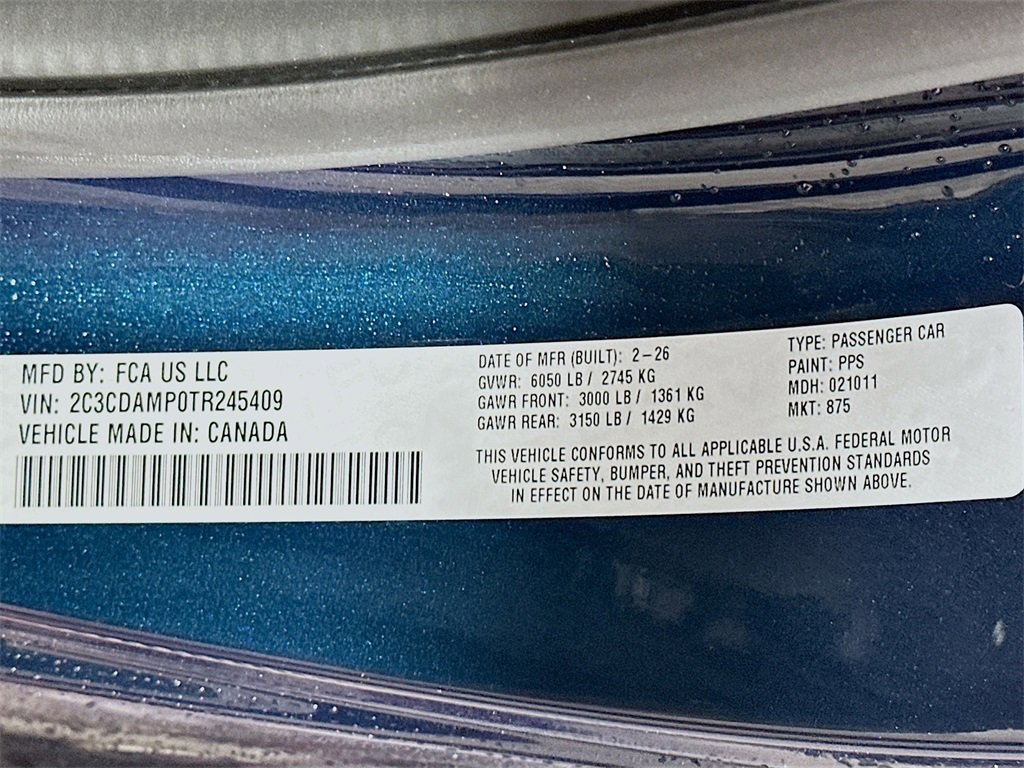 MFD BY: FCA US LLC
VIN: 2C3CDAMP0TR245409
VEHICLE MADE IN: CANADA
DATE OF MFR (BUILT): 2-26
GVWR: 6050 LB / 2745 KG
GAWR FRONT: 3000 LB / 1361 KG
GAWR REAR: 3150 LB / 1429 KG
TYPE: PASSENGER CAR
PAINT: PPS
MDH: 021011
MKT: 875
THIS VEHICLE CONFORMS TO ALL APPLICABLE U.S.A. FEDERAL MOTOR
VEHICLE SAFETY, BUMPER, AND THEFT PREVENTION STANDARDS
IN EFFECT ON THE DATE OF MANUFACTURE SHOWN ABOVE.